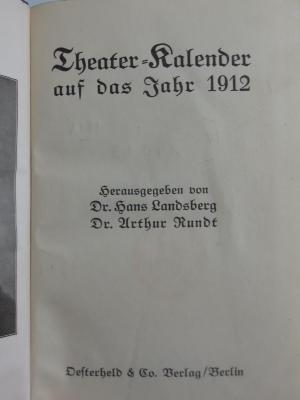 Theater-Kalender
auf das Jahr 1912
Herausgegeben von
Dr. Hans Landsberg
Dr. Arthur Rundt
Oesterheld & Co. Verlag/Berlin